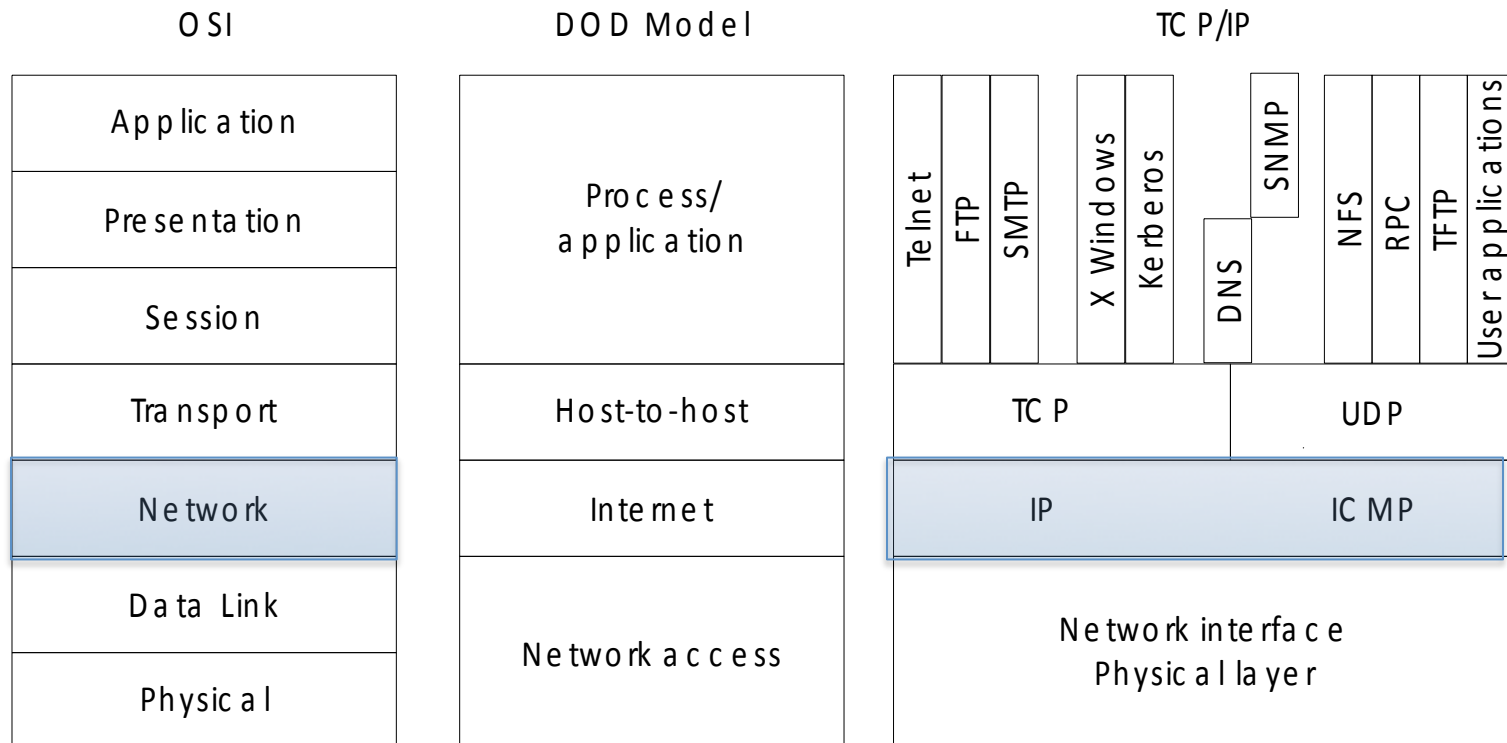 OSI
DOD Model
TCP/IP
Application
Presentation
Session
Transport
Network
Data Link
Physical
Process/
application
Host-to-host
Internet
Network access
Telnet
FTP
SMTP
X Windows
Kerberos
DNS
SNMP
NFS
RPC
TFTP
User applications
TCP
UDP
IP
ICMP
Network interface
Physical layer